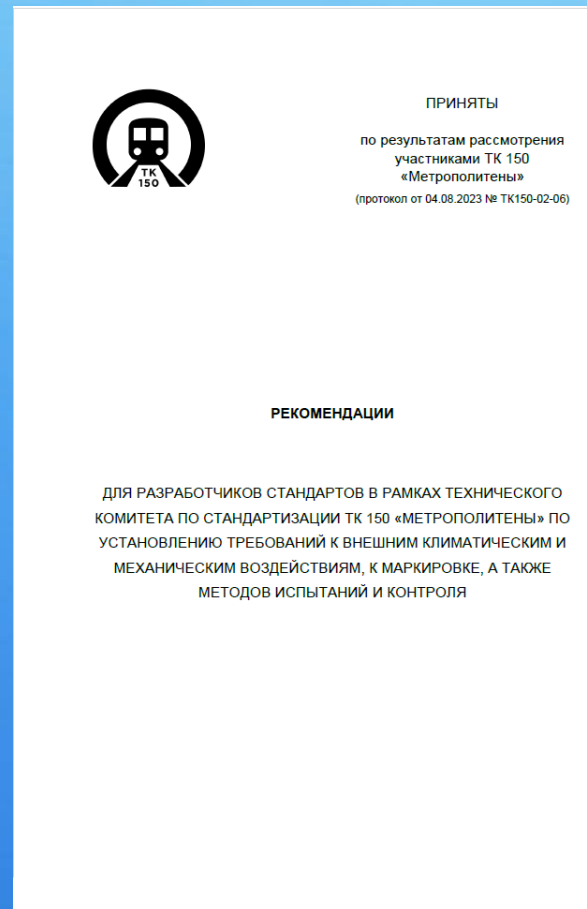 ТК
150
ПРИНЯТЫ
по результатам рассмотрения
участниками ТК 150
«Метрополитены»
(протокол от 04.08.2023 № ТК150-02-06)
РЕКОМЕНДАЦИИ
ДЛЯ РАЗРАБОТЧИКОВ СТАНДАРТОВ В РАМКАХ ТЕХНИЧЕСКОГО
КОМИТЕТА ПО СТАНДАРТИЗАЦИИ ТК 150 «МЕТРОПОЛИТЕНЫ» ПО
УСТАНОВЛЕНИЮ ТРЕБОВАНИЙ К ВНЕШНИМ КЛИМАТИЧЕСКИМ И
МЕХАНИЧЕСКИМ ВОЗДЕЙСТВИЯМ, К МАРКИРОВКЕ, А ТАКЖЕ
МЕТОДОВ ИСПЫТАНИЙ И КОНТРОЛЯ